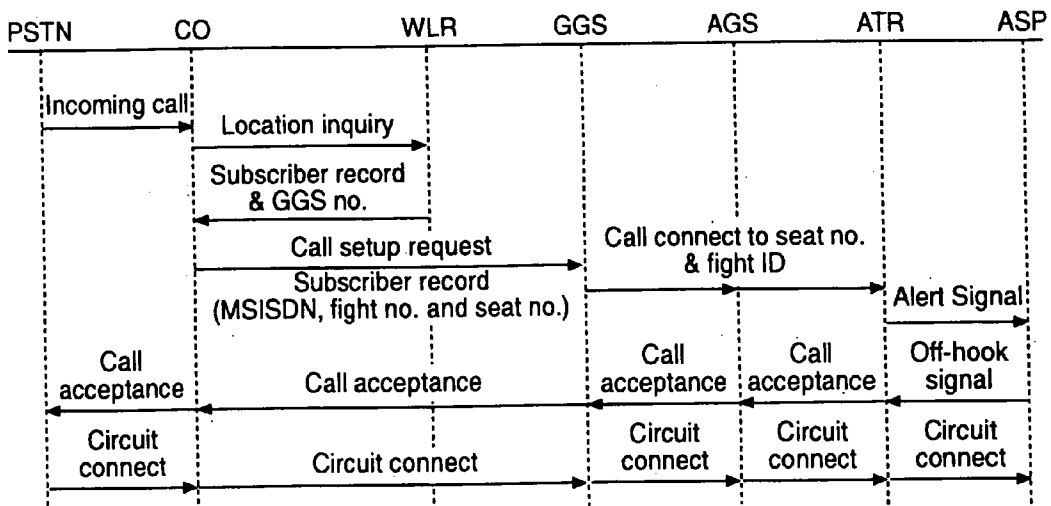 PSTN CO WLR GGS AGS ATR ASP
Incoming call
Location inquiry
Subscriber record
& GGS no.
Call setup request
Subscriber record
(MSISDN, fight no. and seat no.)
Call connect to seat no.
& fight ID
Alert Signal
Call
acceptance
Call acceptance
Call
acceptance
Call
acceptance
Off-hook
signal
Circuit
connect
Circuit connect
Circuit
connect
Circuit
connect
Circuit
connect